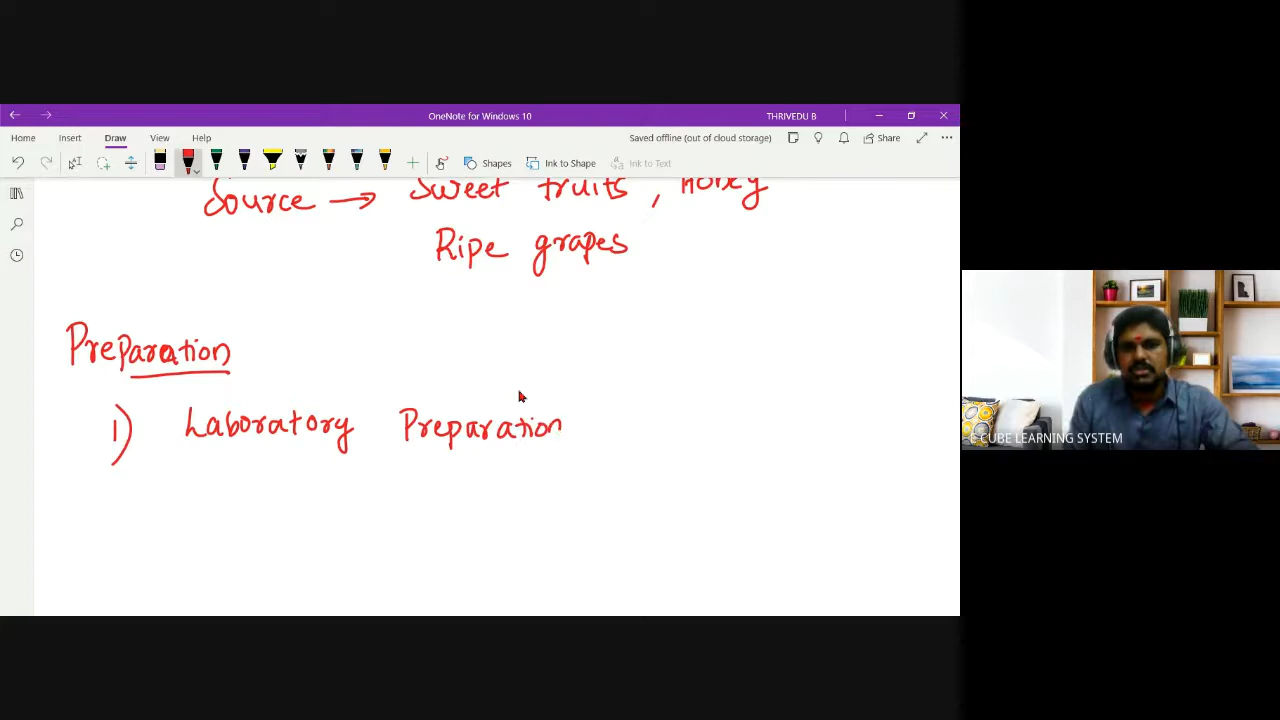 OneNote for Windows 10
THRIVEDU B
Home Insert Draw View Help
Saved offline (out of cloud storage)
Share
Shapes Ink to Shape Ink to Text
Source → Sweet fruits , Honey
Ripe grapes
Preparation
1) Laboratory Preparation
E CUBE LEARNING SYSTEM